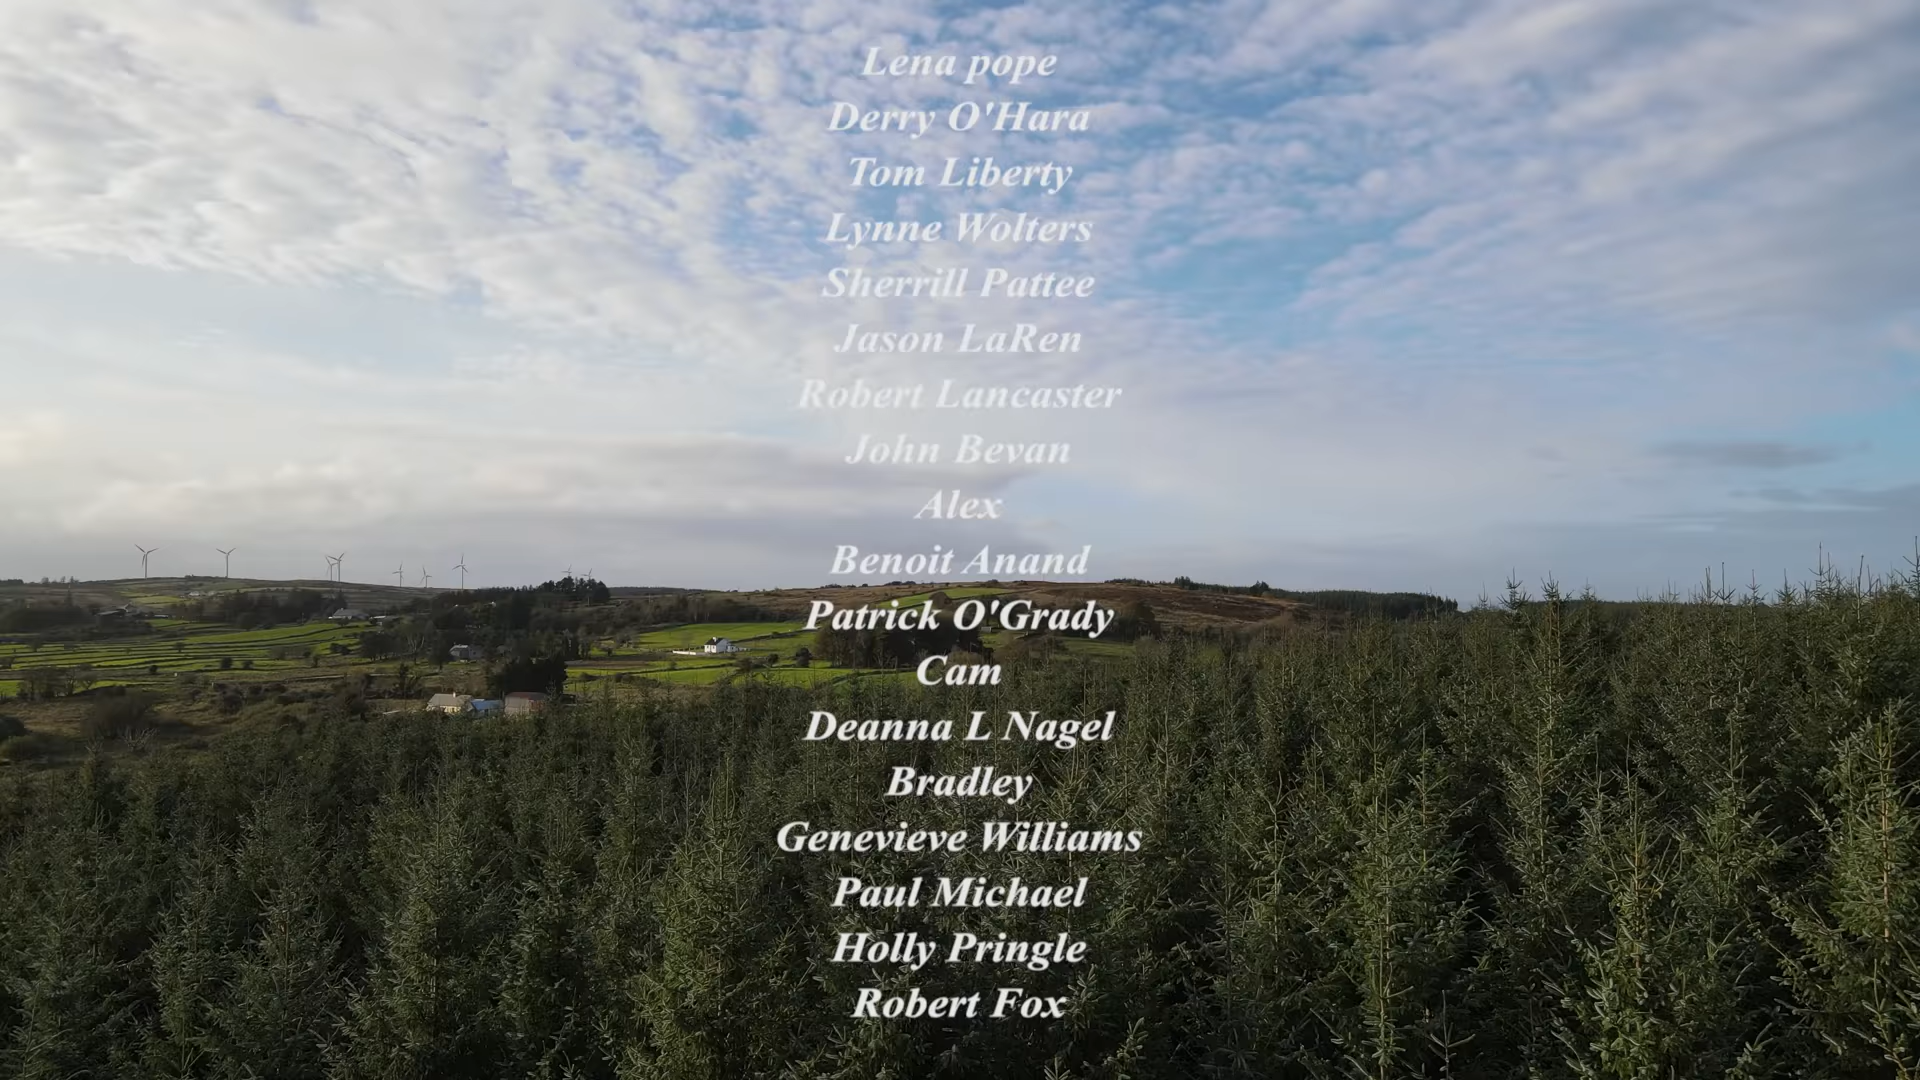 Lena pope
Derry O'Hara
Tom Liberty
Lynne Wolters
Sherrill Pattee
Jason LaRen
Robert Lancaster
John Bevan
Alex
Benoit Anand
Patrick O'Grady
Cam
Deanna L Nagel
Bradley
Genevieve Williams
Paul Michael
Holly Pringle
Robert Fox